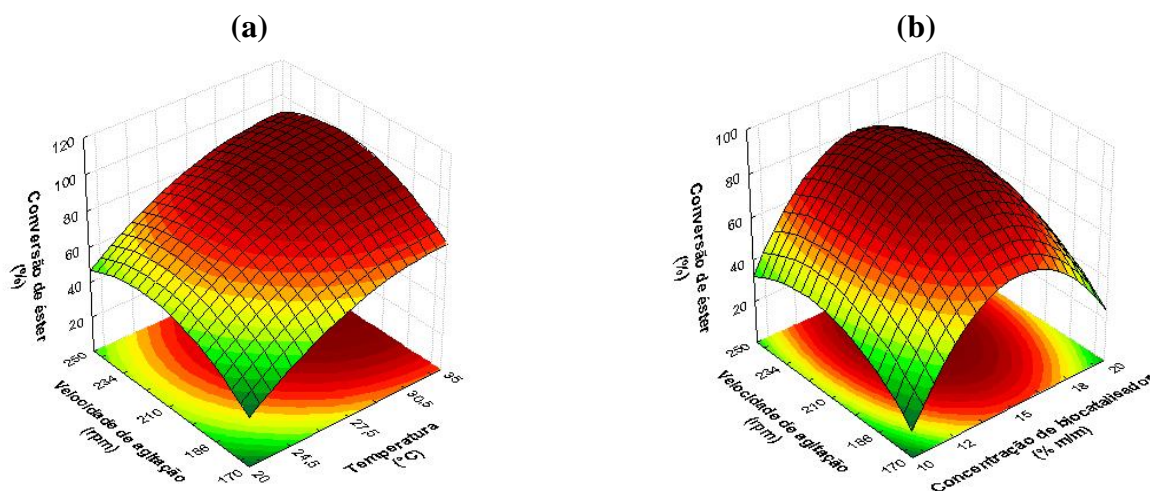 (a)
(b)
Conversão de éster
(%)
120
100
80
60
40
20
250
234
210
186
170
Velocidade de agitação
(rpm)
20
24,5
27,5
30,5
35
Temperatura
(°C)
Conversão de éster
(%)
100
80
60
40
20
250
234
210
186
170
Velocidade de agitação
(rpm)
10
12
15
18
20
Concentração de biocatalisador
(% m/m)